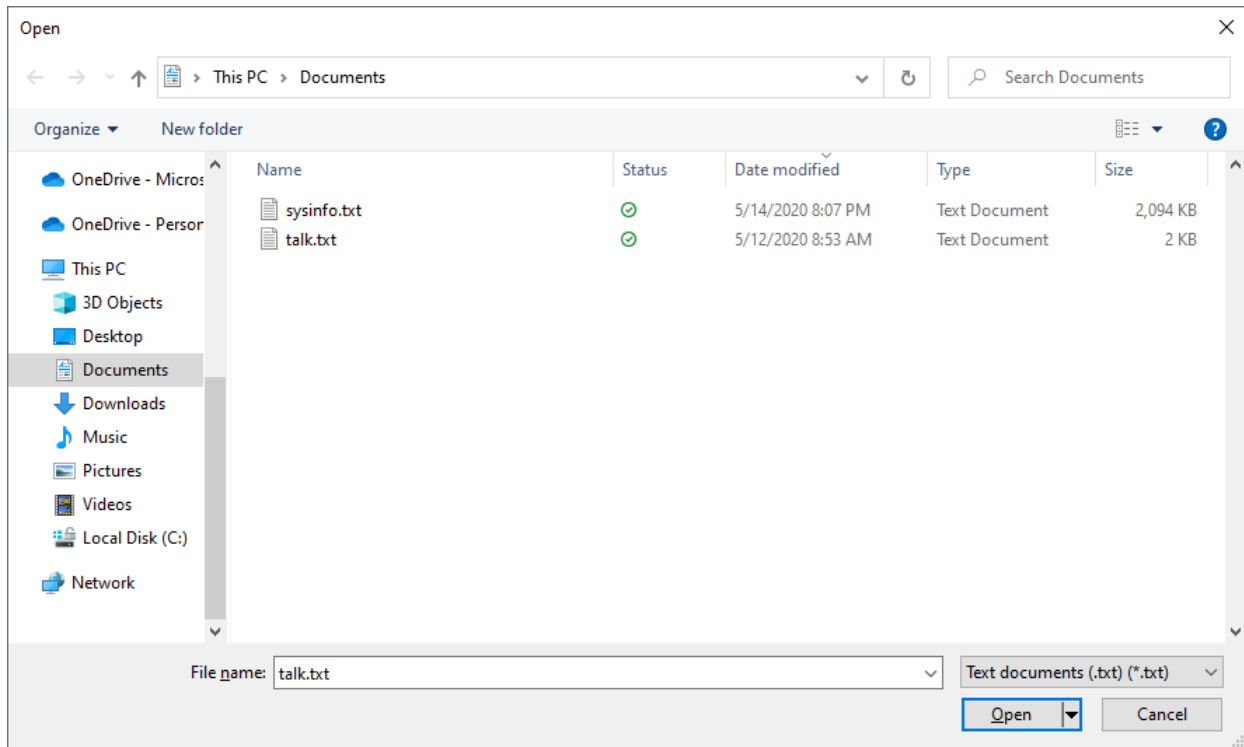 Open
This PC > Documents
Search Documents
Organize
New folder
?
Name Status Date modified Type Size
sysinfo.txt 5/14/2020 8:07 PM Text Document 2,094 KB
talk.txt 5/12/2020 8:53 AM Text Document 2 KB
OneDrive - Micros
OneDrive - Person
This PC
3D Objects
Desktop
Documents
Downloads
Music
Pictures
Videos
Local Disk (C:)
Network
File name: talk.txt
Text documents (.txt) (*.txt)
Open
Cancel